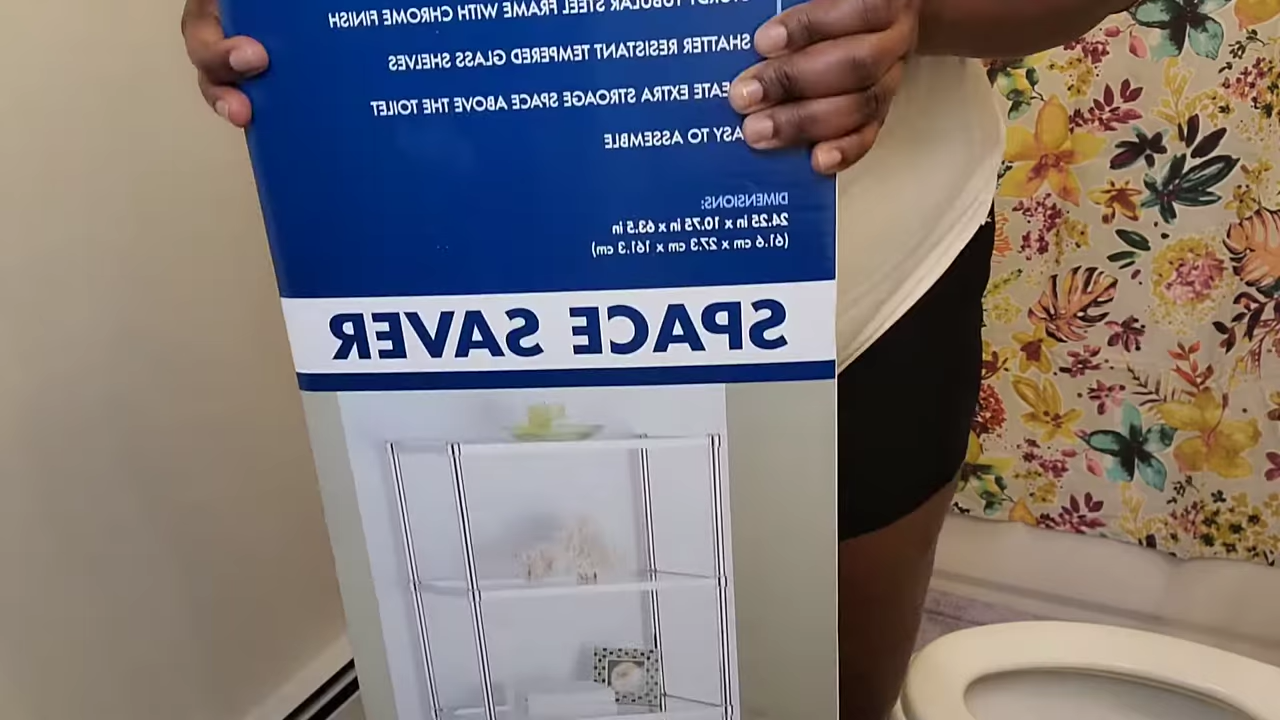 TUBULAR STEEL FRAME WITH CHROME FINISH
SHATTER RESISTANT TEMPERED GLASS SHELVES
EATE EXTRA STROAGE SPACE ABOVE THE TOILET
ASY TO ASSEMBLE
DIMENSIONS:
24.25 in x 10.75 in x 63.5 in
(61.6 cm x 27.3 cm x 161.3 cm)
SPACE SAVER